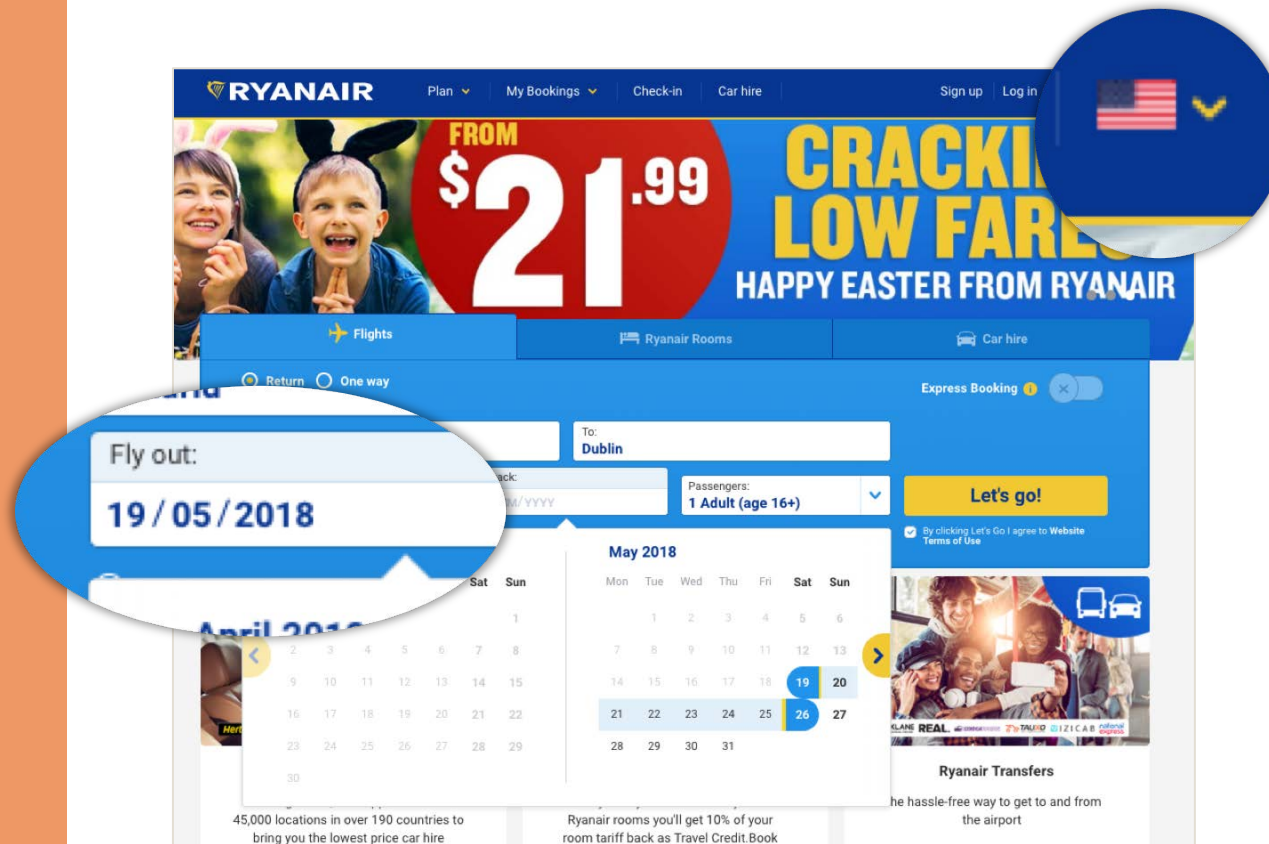 RYANAIR
Plan
My Bookings
Check-in
Car hire
Sign up
Log in
FROM
$21.99
LOW
HAPPY EASTER FROM RYANAIR
Flights
Ryanair Rooms
Car hire
Return
One way
Express Booking
To:
Dublin
Fly out:
19/05/2018
YYYY
Passengers:
1 Adult (age 16+)
Let's go!
By clicking Let's Go I agree to Website
Terms of Use
April
Sat Sun
1
2 3 4 5 6 7 8
9 10 11 12 13 14 15
16 17 18 19 20 21 22
23 24 25 26 27 28 29
30
May 2018
Mon Tue Wed Thu Fri Sat Sun
1 2 3 4 5 6
7 8 9 10 11 12 13
14 15 16 17 18 19 20
21 22 23 24 25 26 27
28 29 30 31
REAL.
TAUXO
IZICAB
45,000 locations in over 190 countries to
bring you the lowest price car hire
Ryanair rooms you'll get 10% of your
room tariff back as Travel Credit.Book
Ryanair Transfers
hassle-free way to get to and from
the airport